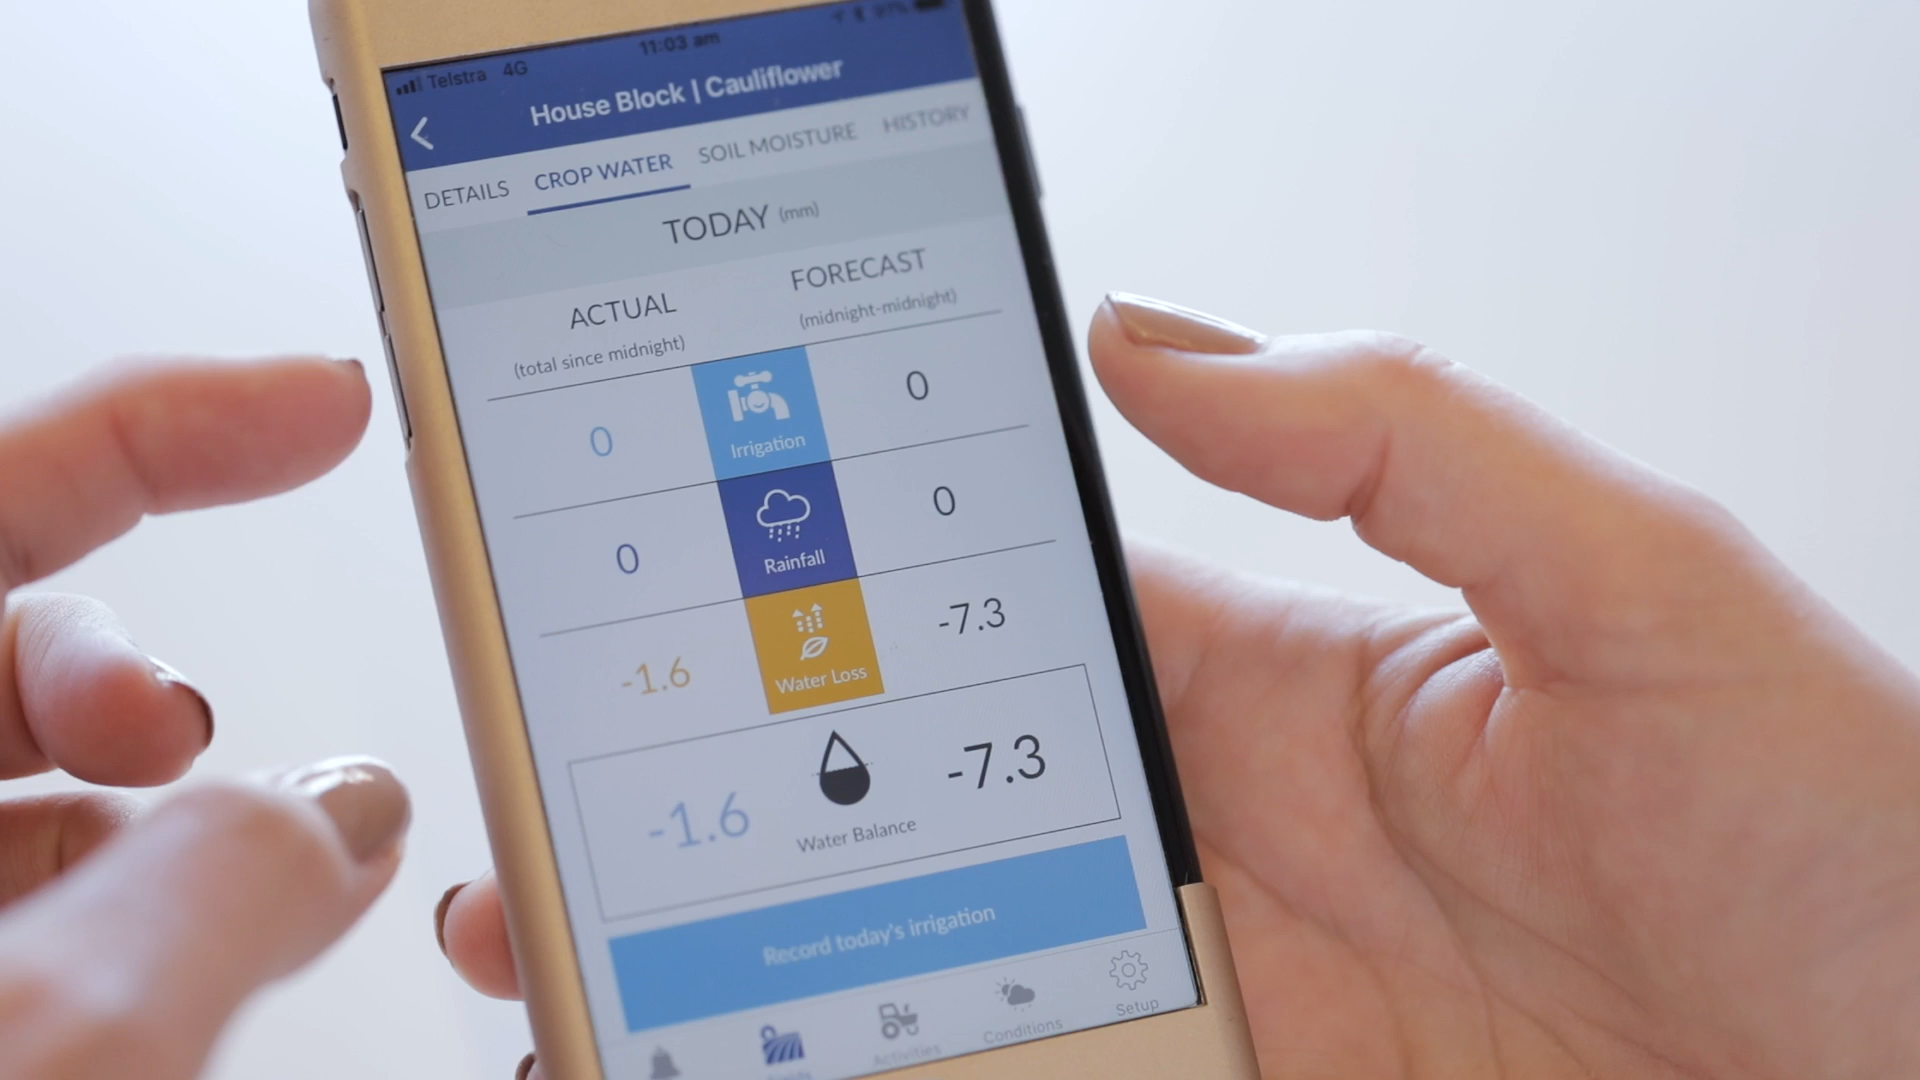 Telstra 4G
11:03 am
House Block | Cauliflower
DETAILS
CROP WATER
SOIL MOISTURE
HISTORY
TODAY (mm)
ACTUAL
(total since midnight)
FORECAST
(midnight-midnight)
0
Irrigation
0
0
Rainfall
0
-1.6
Water Loss
-7.3
-1.6
Water Balance
-7.3
Record today's irrigation
Activities
Conditions
Setup